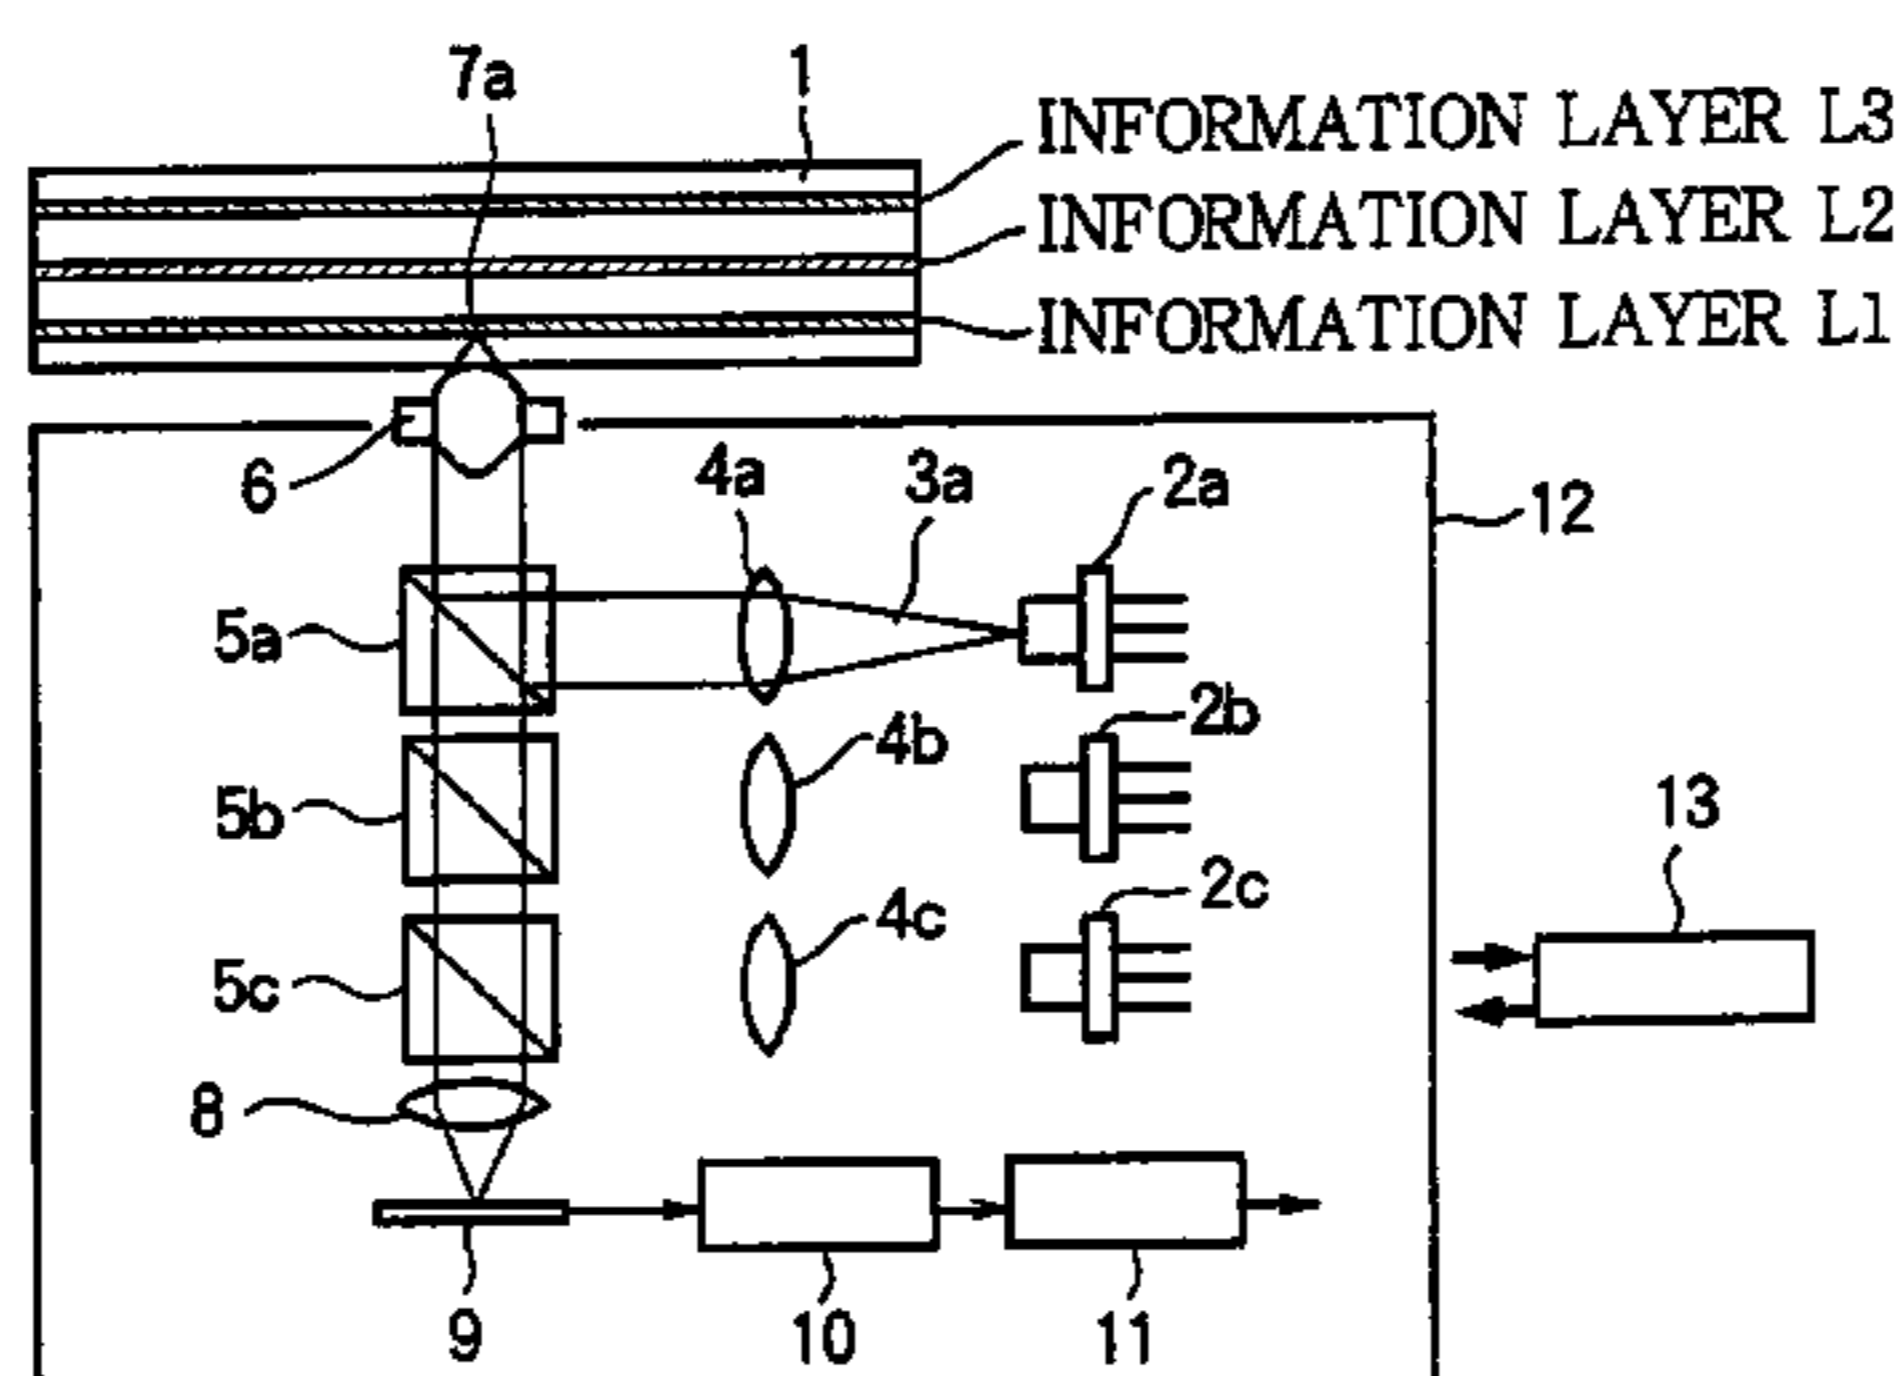 7a
1
INFORMATION LAYER L3
INFORMATION LAYER L2
INFORMATION LAYER L1
6
4a
3a
2a
12
5a
2b
4b
5b
13
2c
4c
5c
8
9
10
11